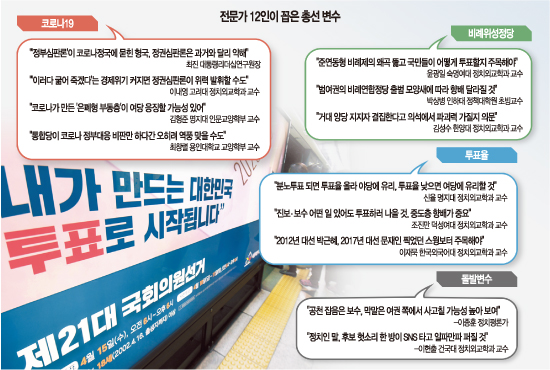 전문가 12인이 꼽은 총선 변수
코로나19
"'정부심판론'이 코로나정국에 묻힌 형국, 정권심판론은 과거와 달리 약해"
최진 대통령리더십연구원장
"'이러다 굶어 죽겠다'는 경제위기 커지면 정권심판론이 위력 발휘할 수도"
이내영 고려대 정치외교학과 교수
"코로나가 만든 '은폐형 부동층'이 여당 응징할 가능성 있어"
김형준 명지대 인문교양학부 교수
"통합당이 코로나 정부대응 비판만 하다간 오히려 역풍 맞을 수도"
최창렬 용인대학교 교양학부 교수
비례위성정당
"준연동형 비례제의 왜곡 뚫고 국민들이 어떻게 투표할지 주목해야"
윤광일 숙명여대 정치외교학과 교수
"범여권의 비례연합정당 출범 모양새에 따라 향배 달라질 것"
박상병 인하대 정책대학원 초빙교수
"거대 양당 지지자 결집한다고 의석에서 파괴력 가질지 의문"
김성수 한양대 정치외교학과 교수
투표율
"분노투표 되면 투표율 올라 야당에 유리, 투표율 낮으면 여당에 유리할 것"
신율 명지대 정치외교학과 교수
"진보·보수 어떤 일 있어도 투표하러 나올 것, 중도층 향배가 중요"
조진만 덕성여대 정치외교학과 교수
"2012년 대선 박근혜, 2017년 대선 문재인 찍었던 스윙보터 주목해야"
이재묵 한국외국어대 정치외교학과 교수
돌발변수
"공천 잡음은 보수, 막말은 여권 쪽에서 사고칠 가능성 높아 보여"
-이종훈 정치평론가
"정치인 말, 후보 헛소리 한 방이 SNS 타고 일파만파 퍼질 것"
-이현출 건국대 정치외교학과 교수
내가 만드는 대한민국
투표로 시작됩니다"
제21대 국회의원선거
4월 15일(수), 오전 6시~오후 6시
18세(2002.4.16.